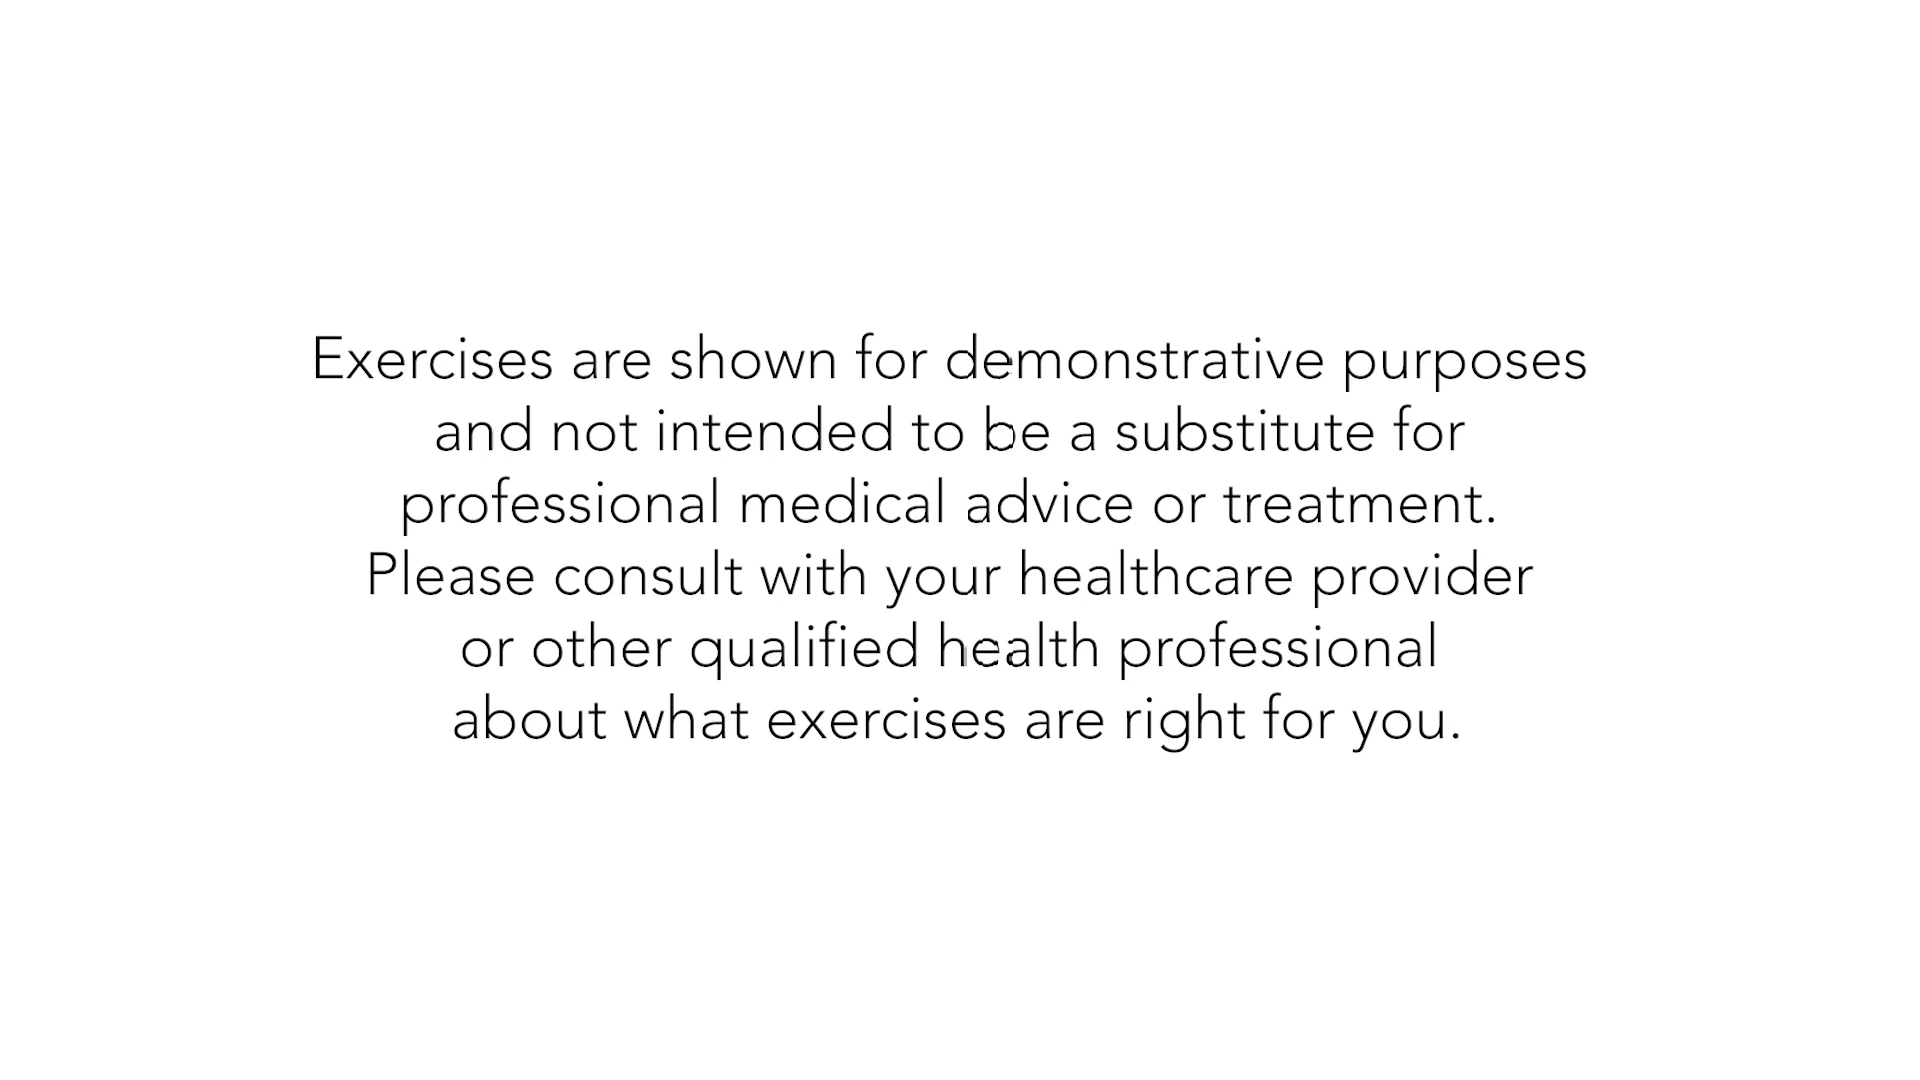 Exercises are shown for demonstrative purposes
and not intended to be a substitute for
professional medical advice or treatment.
Please consult with your healthcare provider
or other qualified health professional
about what exercises are right for you.